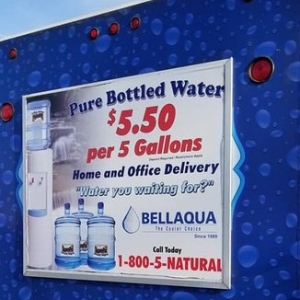 Pure Bottled Water
$5.50
per 5 Gallons
Home and Office Delivery
"Water you waiting for?"
BELLAQUA
The Cooler Choice
Since 1989
Call Today
1-800-5-NATURAL